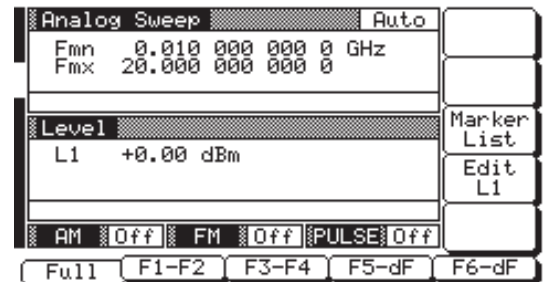 Analog Sweep Auto
Fmn 0.010 000 000 0 GHz
Fmx 20.000 000 000 0
Level
L1 +0.00 dBm
Marker List
Edit L1
AM Off FM Off PULSE Off
Full F1-F2 F3-F4 F5-dF F6-dF